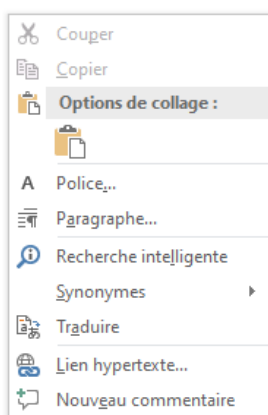 Couper
Copier
Options de collage :
Police...
Paragraphe...
Recherche intelligente
Synonymes
Traduire
Lien hypertexte...
Nouveau commentaire